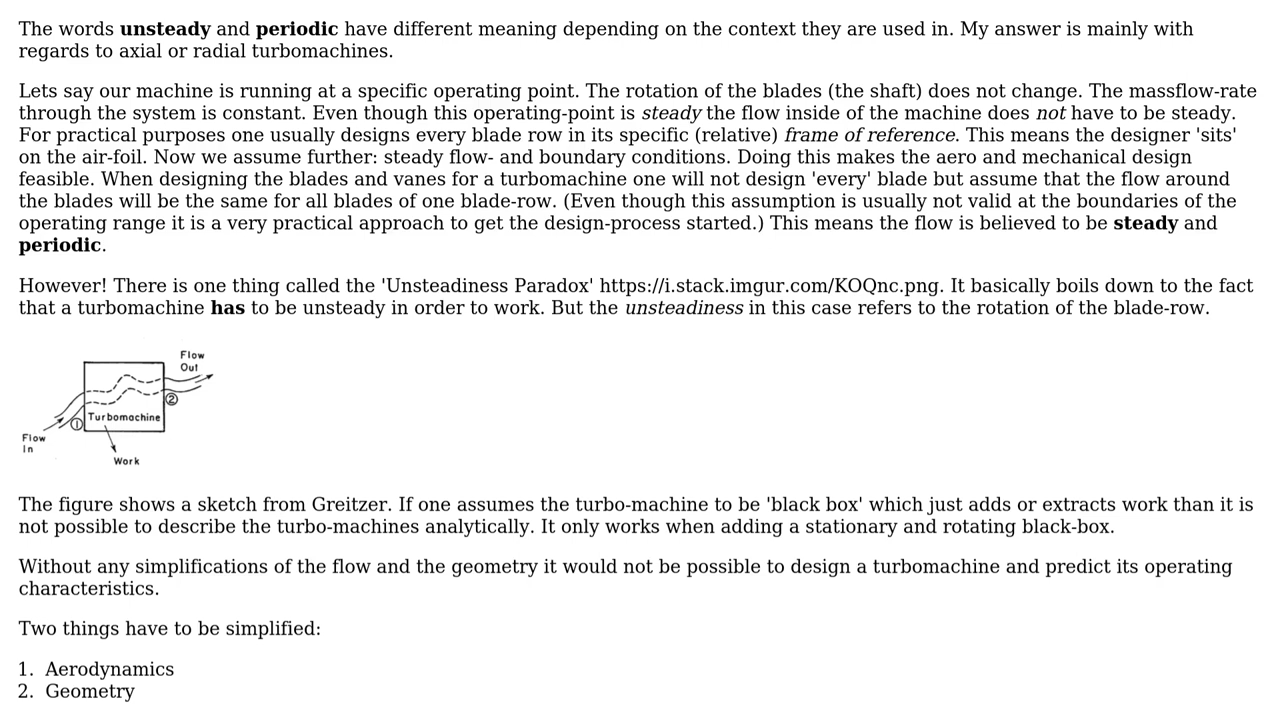 The words unsteady and periodic have different meaning depending on the context they are used in. My answer is mainly with
regards to axial or radial turbomachines.
Lets say our machine is running at a specific operating point. The rotation of the blades (the shaft) does not change. The massflow-rate
through the system is constant. Even though this operating-point is steady the flow inside of the machine does not have to be steady.
For practical purposes one usually designs every blade row in its specific (relative) frame of reference. This means the designer 'sits'
on the air-foil. Now we assume further: steady flow- and boundary conditions. Doing this makes the aero and mechanical design
feasible. When designing the blades and vanes for a turbomachine one will not design 'every' blade but assume that the flow around
the blades will be the same for all blades of one blade-row. (Even though this assumption is usually not valid at the boundaries of the
operating range it is a very practical approach to get the design-process started.) This means the flow is believed to be steady and
periodic.
However! There is one thing called the 'Unsteadiness Paradox' https://i.stack.imgur.com/KOQnc.png. It basically boils down to the fact
that a turbomachine has to be unsteady in order to work. But the unsteadiness in this case refers to the rotation of the blade-row.
Flow
Out
②
Turbomachine
①
Flow
In
Work
The figure shows a sketch from Greitzer. If one assumes the turbo-machine to be 'black box' which just adds or extracts work than it is
not possible to describe the turbo-machines analytically. It only works when adding a stationary and rotating black-box.
Without any simplifications of the flow and the geometry it would not be possible to design a turbomachine and predict its operating
characteristics.
Two things have to be simplified:
1. Aerodynamics
2. Geometry